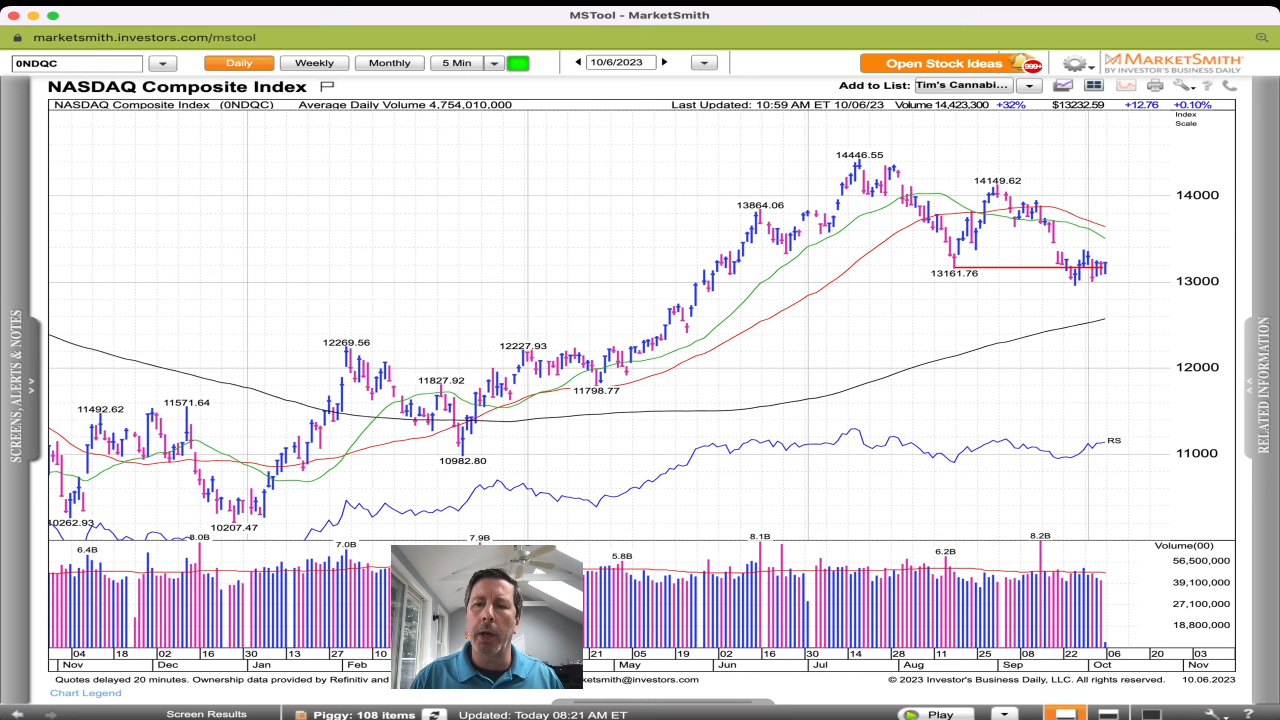 MSTool - MarketSmith
marketsmith.investors.com/mstool
0NDQC Daily Weekly Monthly 5 Min 10/6/2023 Open Stock Ideas 999+ MARKETSMITH®
BY INVESTOR'S BUSINESS DAILY
NASDAQ Composite Index Add to List: Tim's Cannabi...
NASDAQ Composite Index (0NDQC) Average Daily Volume 4,754,010,000 Last Updated: 10:59 AM ET 10/06/23 Volume 14,423,300 +32% $13232.59 +12.76 +0.10%
Index
Scale
14446.55
14149.62
14000
13864.06
13161.76
13000
12269.56
12227.93
12000
11827.92
11798.77
11571.64
11492.62
11000
RS
10982.80
10262.93
10207.47
8.0B 7.9B 8.1B 8.2B
6.4B 7.0B 5.8B 6.2B
Volume(00)
56,500,000
39,100,000
27,100,000
18,800,000
04 18 02 16 30 13 27 10 21 05 19 02 16 30 14 28 11 25 08 22 06 20 03
Nov Dec Jan Feb May Jun Jul Aug Sep Oct Nov
Quotes delayed 20 minutes. Ownership data provided by Refinitiv and ketsmith@investors.com © 2023 Investor's Business Daily, LLC. All rights reserved. 10.06.2023
Chart Legend
SCREENS, ALERTS & NOTES
RELATED INFORMATION
Screen Results Piggy: 108 items Updated: Today 08:21 AM ET Play